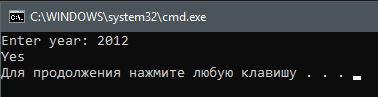 C:\WINDOWS\system32\cmd.exe
Enter year: 2012
Yes
Для продолжения нажмите любую клавишу . . .